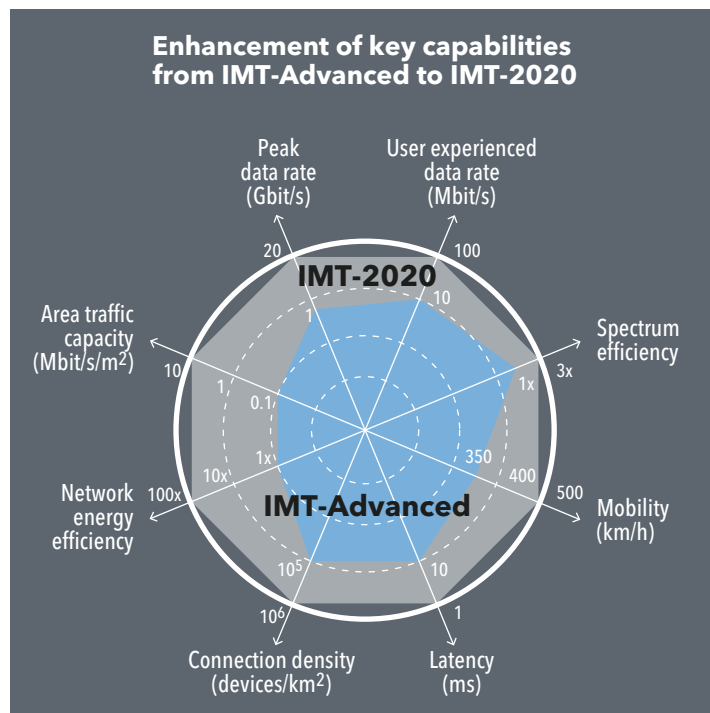 Enhancement of key capabilities
from IMT-Advanced to IMT-2020
Peak
data rate
(Gbit/s)
User experienced
data rate
(Mbit/s)
20
100
IMT-2020
10
1
Area traffic
capacity
(Mbit/s/m²)
Spectrum
efficiency
10
1
0.1
1x
3x
1x
10x
100x
350
400
500
Network
energy
efficiency
IMT-Advanced
Mobility
(km/h)
10⁵
10
10⁶
1
Connection density
(devices/km²)
Latency
(ms)